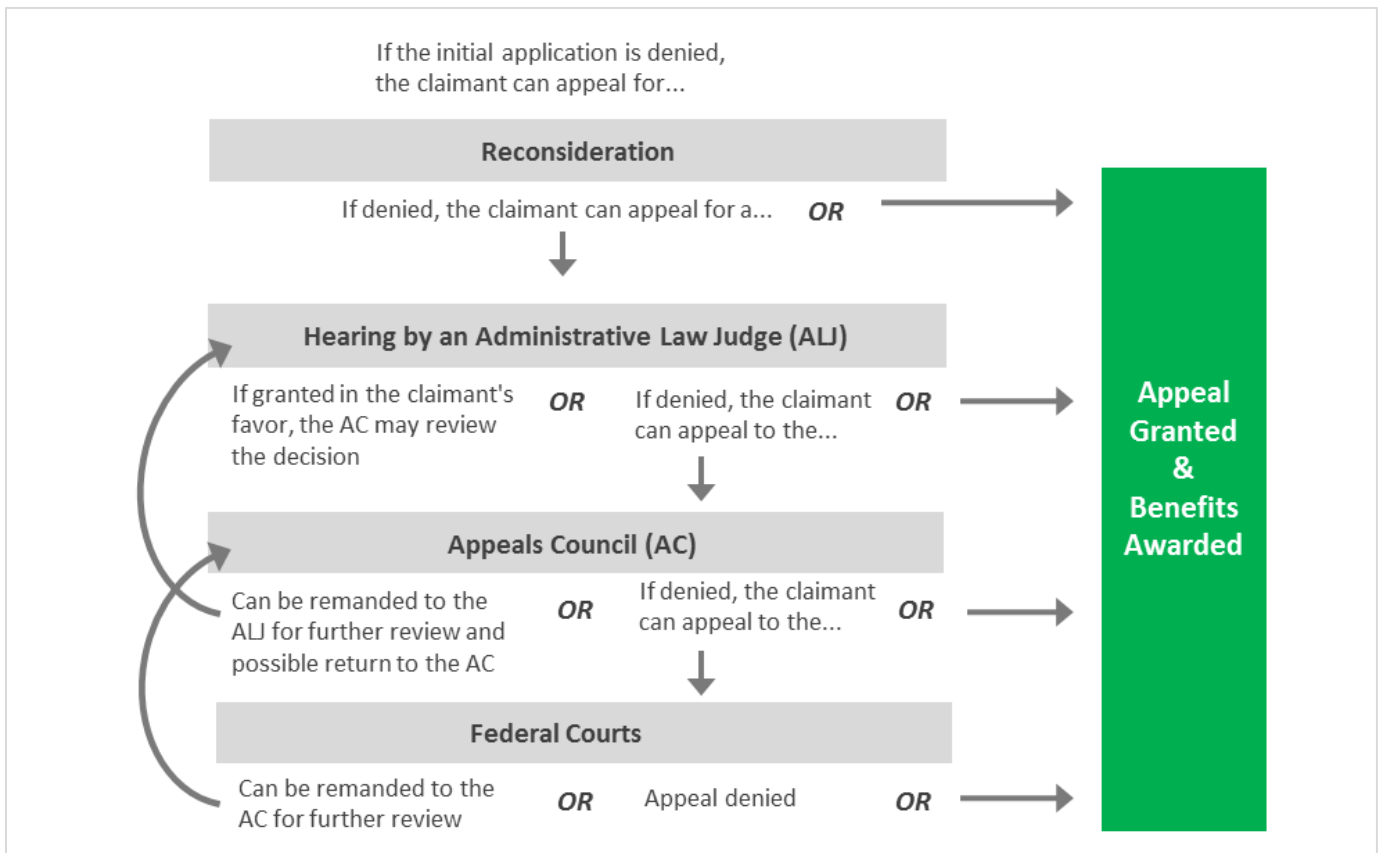 If the initial application is denied,
the claimant can appeal for...
Reconsideration
If denied, the claimant can appeal for a... OR
Hearing by an Administrative Law Judge (ALJ)
If granted in the claimant's
favor, the AC may review
the decision
OR
If denied, the claimant
can appeal to the...
OR
Appeals Council (AC)
Can be remanded to the
ALJ for further review and
possible return to the AC
OR
If denied, the claimant
can appeal to the...
OR
Federal Courts
Can be remanded to the
AC for further review
OR
Appeal denied
OR
Appeal
Granted
&
Benefits
Awarded